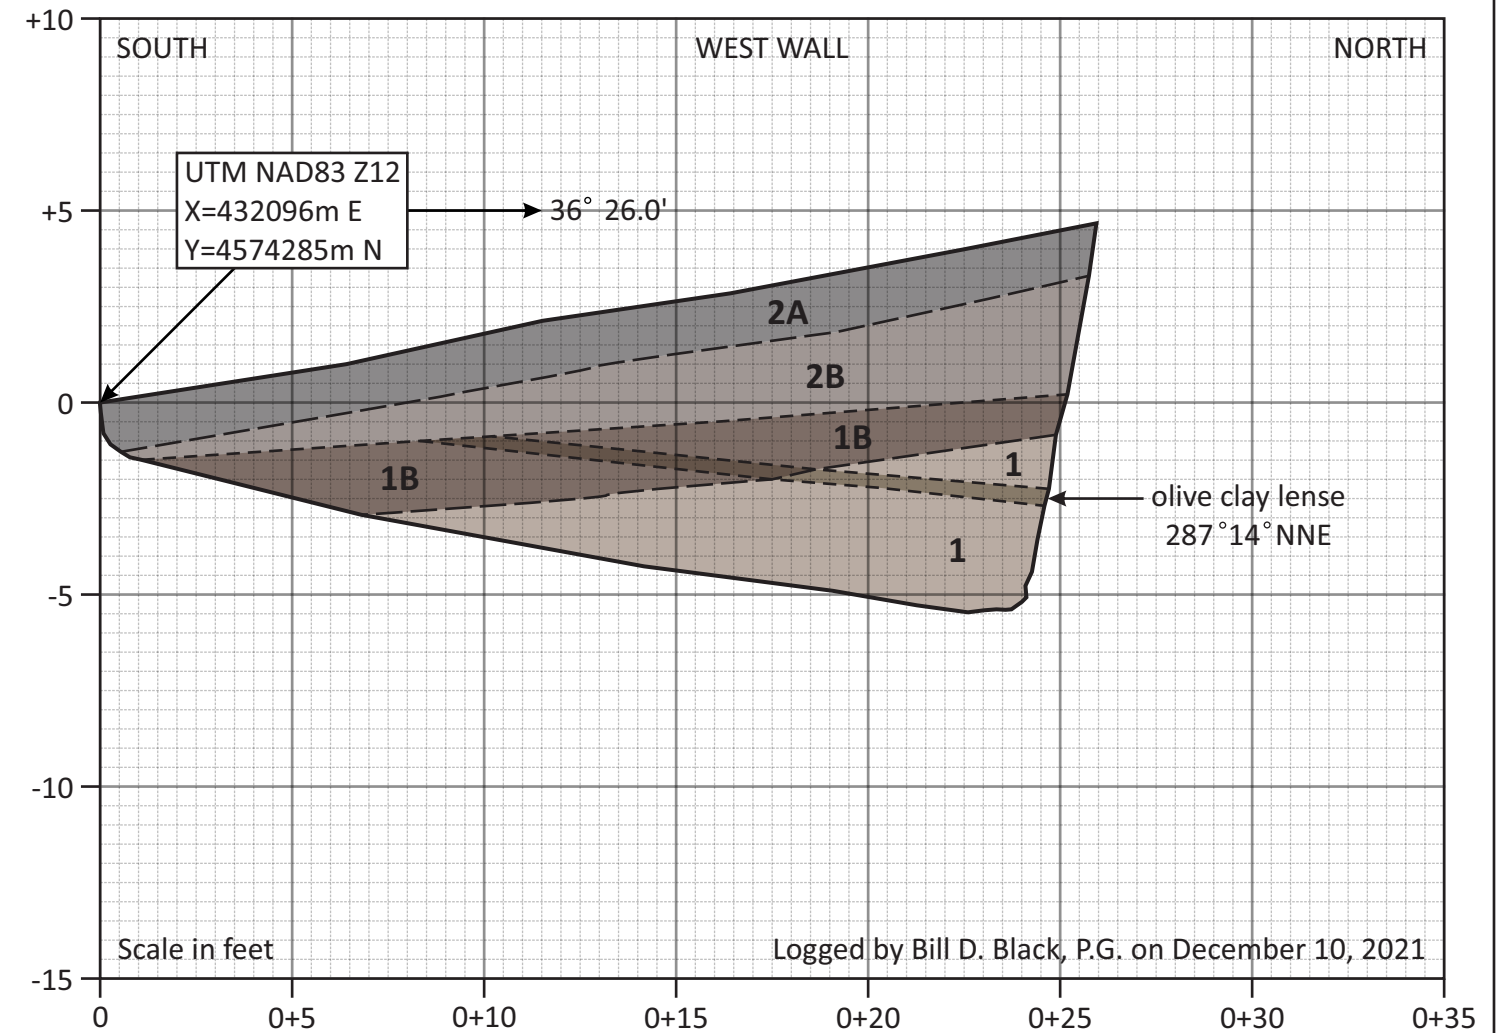 +10
SOUTH
WEST WALL
NORTH
UTM NAD83 Z12
X=432096m E
Y=4574285m N
36° 26.0'
+5
2A
2B
0
1B
1B
1
olive clay lense
287°14°NNE
1
-5
-10
Scale in feet
Logged by Bill D. Black, P.G. on December 10, 2021
-15
0
0+5
0+10
0+15
0+20
0+25
0+30
0+35